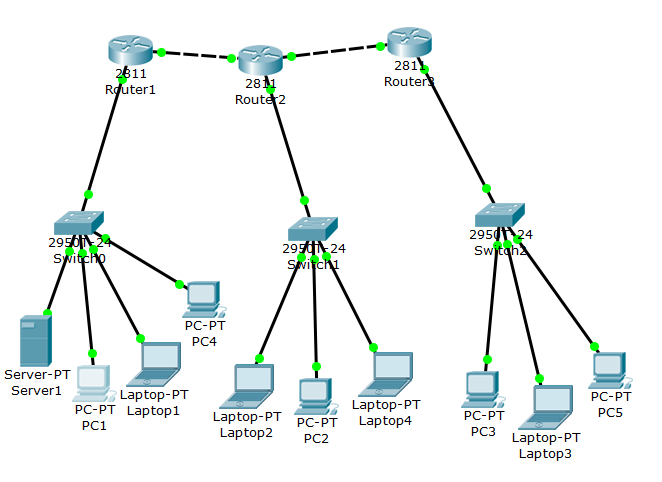 2811
Router1
2811
Router2
2811
Router3
2950T-24
Switch0
2950T-24
Switch1
2950T-24
Switch2
Server-PT
Server1
PC-PT
PC1
Laptop-PT
Laptop1
PC-PT
PC4
Laptop-PT
Laptop2
PC-PT
PC2
Laptop-PT
Laptop4
PC-PT
PC3
Laptop-PT
Laptop3
PC-PT
PC5